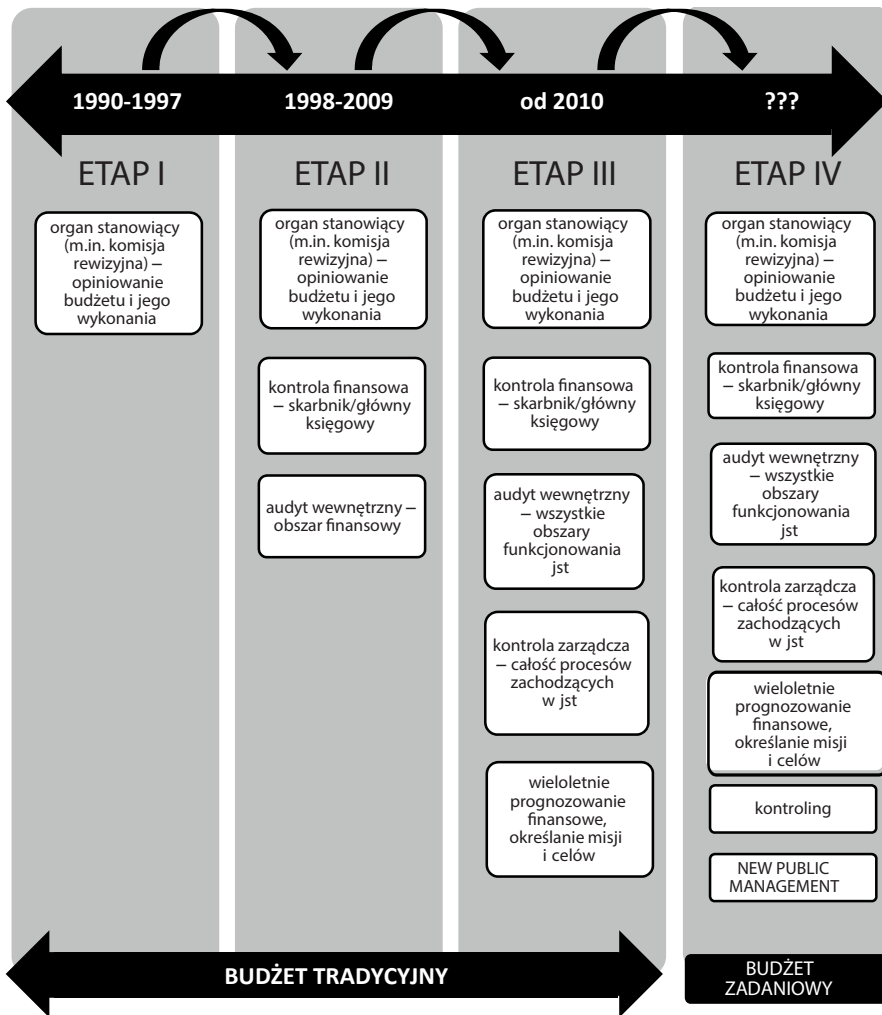 1990-1997
1998-2009
od 2010
???
ETAP I
organ stanowiący
(m.in. komisja
rewizyjna) –
opiniowanie
budżetu i jego
wykonania
ETAP II
organ stanowiący
(m.in. komisja
rewizyjna) –
opiniowanie
budżetu i jego
wykonania
kontrola finansowa
– skarbnik/główny
księgowy
audyt wewnętrzny –
obszar finansowy
ETAP III
organ stanowiący
(m.in. komisja
rewizyjna) –
opiniowanie
budżetu i jego
wykonania
kontrola finansowa
– skarbnik/główny
księgowy
audyt wewnętrzny
– wszystkie
obszary
funkcjonowania
jst
kontrola zarządcza
– całość procesów
zachodzących
w jst
wieloletnie
prognozowanie
finansowe,
określanie misji
i celów
ETAP IV
organ stanowiący
(m.in. komisja
rewizyjna) –
opiniowanie
budżetu i jego
wykonania
kontrola finansowa
– skarbnik/główny
księgowy
audyt wewnętrzny
– wszystkie
obszary
funkcjonowania
jst
kontrola zarządcza
– całość procesów
zachodzących
w jst
wieloletnie
prognozowanie
finansowe,
określanie misji
i celów
kontroling
NEW PUBLIC
MANAGEMENT
BUDŻET TRADYCYJNY
BUDŻET
ZADANIOWY